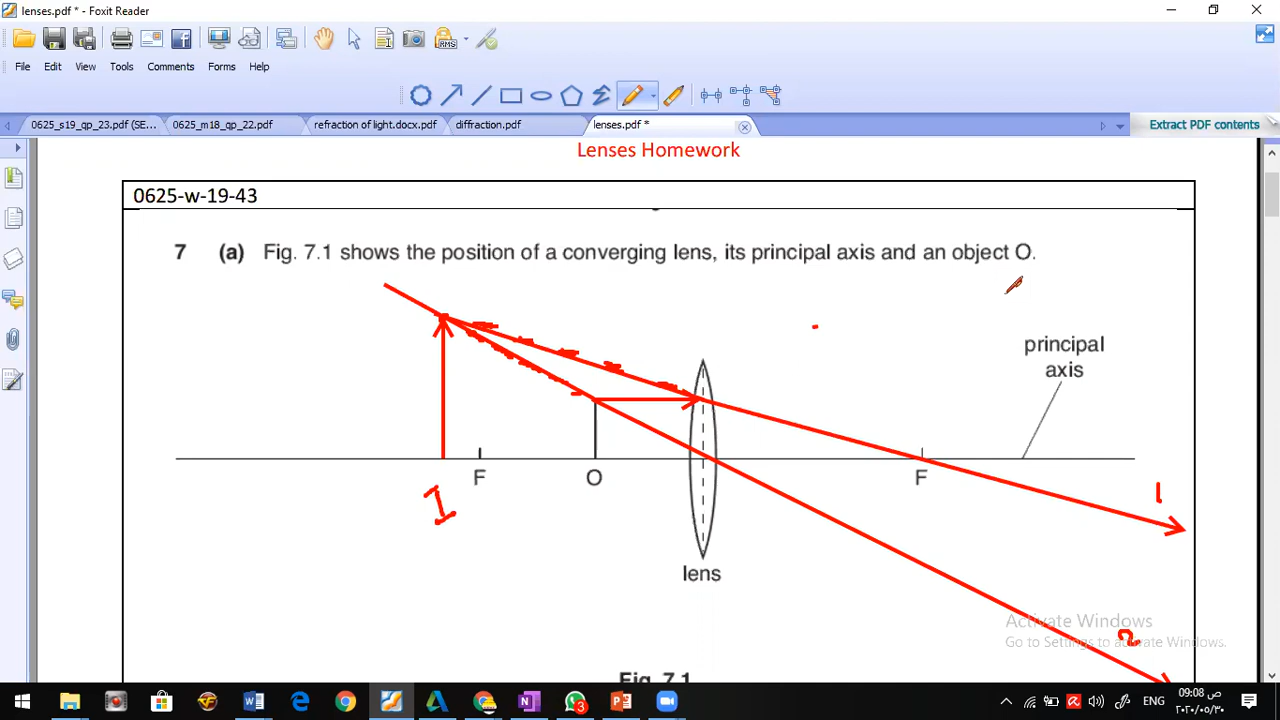 lenses.pdf * - Foxit Reader
RMS
File Edit View Tools Comments Forms Help
0625_s19_qp_23.pdf (SE... 0625_m18_qp_22.pdf refraction of light.docx.pdf diffraction.pdf lenses.pdf * Extract PDF contents
Lenses Homework
0625-w-19-43
7 (a) Fig. 7.1 shows the position of a converging lens, its principal axis and an object O.
principal
axis
F O F
I
1
lens
2
Activate Windows
Go to Settings to activate Windows.
Fig. 7.1
3
ENG
09:08 ص
٢٠٢٠/٠٥/٣٠